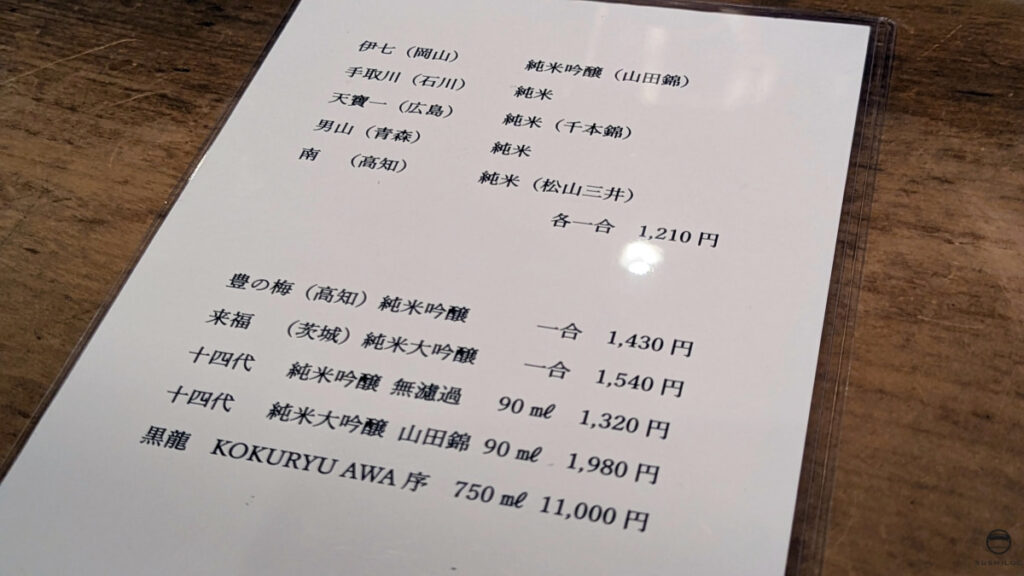 伊七（岡山） 純米吟醸（山田錦）
手取川（石川） 純米
天寶一（広島） 純米（千本錦）
男山（青森） 純米
南 （高知） 純米（松山三井）
各一合 1,210円
豊の梅（高知）純米吟醸 一合 1,430円
来福 （茨城）純米大吟醸 一合 1,540円
十四代 純米吟醸 無濾過 90㎖ 1,320円
十四代 純米大吟醸 山田錦 90㎖ 1,980円
黒龍 KOKURYU AWA 序 750㎖ 11,000円